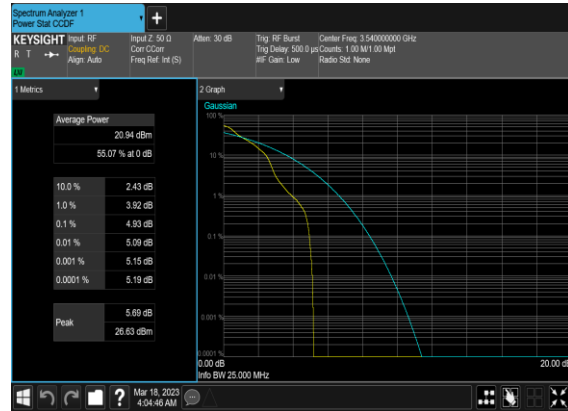 Spectrum Analyzer 1
Power Stat CCDF
KEYSIGHT
R T
LXI
Input: RF
Coupling: DC
Align: Auto
Input Z: 50 Ω
Corr CCorr
Freq Ref: Int (S)
Atten: 30 dB
Trig: RF Burst
Trig Delay: 500.0 µs
#IF Gain: Low
Center Freq: 3.540000000 GHz
Counts: 1.00 M/1.00 Mpt
Radio Std: None
1 Metrics
Average Power
20.94 dBm
55.07 % at 0 dB
10.0 % 2.43 dB
1.0 % 3.92 dB
0.1 % 4.93 dB
0.01 % 5.09 dB
0.001 % 5.15 dB
0.0001 % 5.19 dB
Peak
5.69 dB
26.63 dBm
2 Graph
Gaussian
100 %
10 %
1 %
0.1 %
0.01 %
0.001 %
0.0001 %
0.00 dB
20.00 dB
Info BW 25.000 MHz
Mar 18, 2023
4:04:46 AM